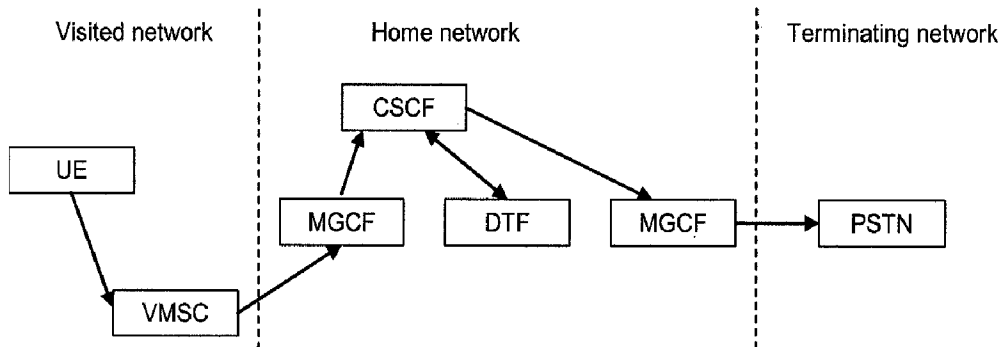 Visited network
Home network
Terminating network
CSCF
UE
MGCF
DTF
MGCF
PSTN
VMSC